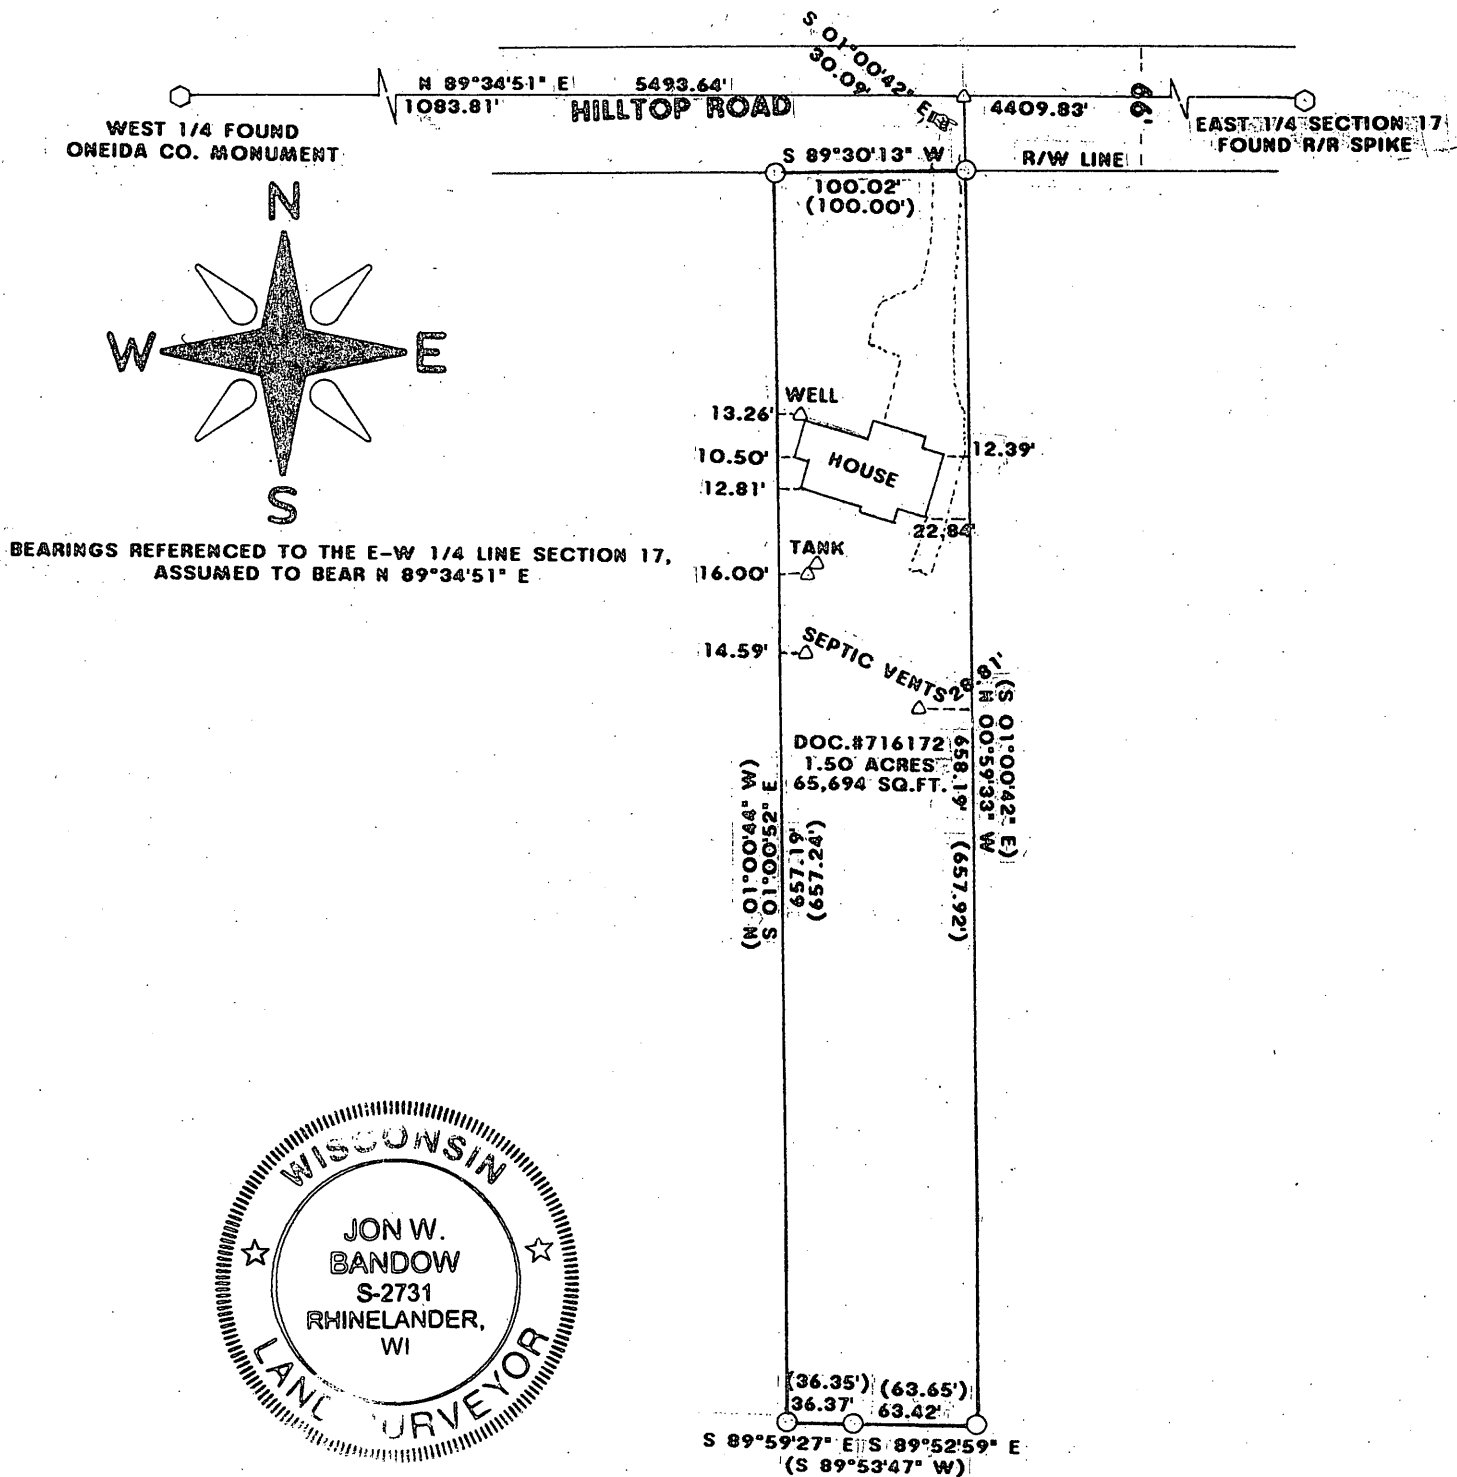 S 01°00'42" E
30.09'
N 89°34'51" E 5493.64'
1083.81' HILLTOP ROAD
4409.83'
66'
WEST 1/4 FOUND
ONEIDA CO. MONUMENT
EAST 1/4 SECTION 17
FOUND R/R SPIKE
S 89°30'13" W
R/W LINE
100.02'
(100.00')
N
W E
S
BEARINGS REFERENCED TO THE E-W 1/4 LINE SECTION 17,
ASSUMED TO BEAR N 89°34'51" E
WELL
13.26'
10.50'
12.81'
HOUSE
12.39'
22.84'
TANK
16.00'
14.59'
SEPTIC VENTS
28.81'
DOC.#716172
1.50 ACRES
65,694 SQ.FT.
(N 01°00'44" W)
S 01°00'52" E
657.19'
(657.24')
658.19' (657.92')
N 00°59'33" W
(S 01°00'42" E)
WISCONSIN
JON W.
BANDOW
S-2731
RHINELANDER,
WI
LAND SURVEYOR
(36.35') (63.65')
36.37' 63.42'
S 89°59'27" E S 89°52'59" E
(S 89°53'47" W)